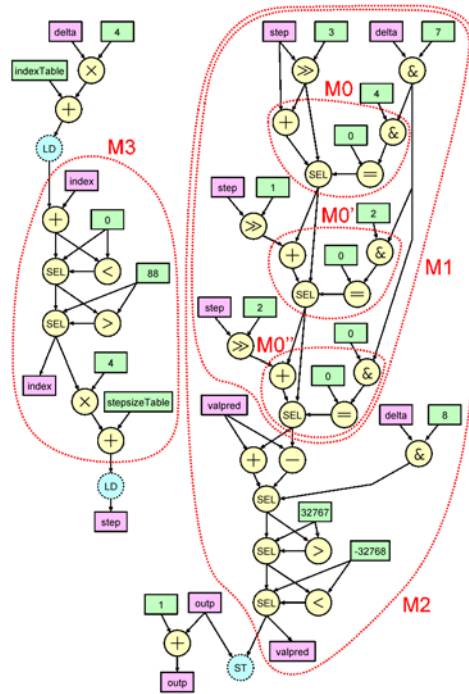 delta 4
indexTable ×
+
LD
M3
index
+
0
SEL <
88
SEL >
index
4
×
stepsizeTable
+
LD
step
step 3 delta 7
≫ &
M0
4
+ &
0
SEL =
step 1
M0'
2
≫
+ &
0
SEL =
M1
step 2
0
≫ M0''
+ &
0
SEL =
valpred
delta 8
+ − &
SEL
32767
SEL >
-32768
SEL <
M2
1 outp
+ ST valpred
outp